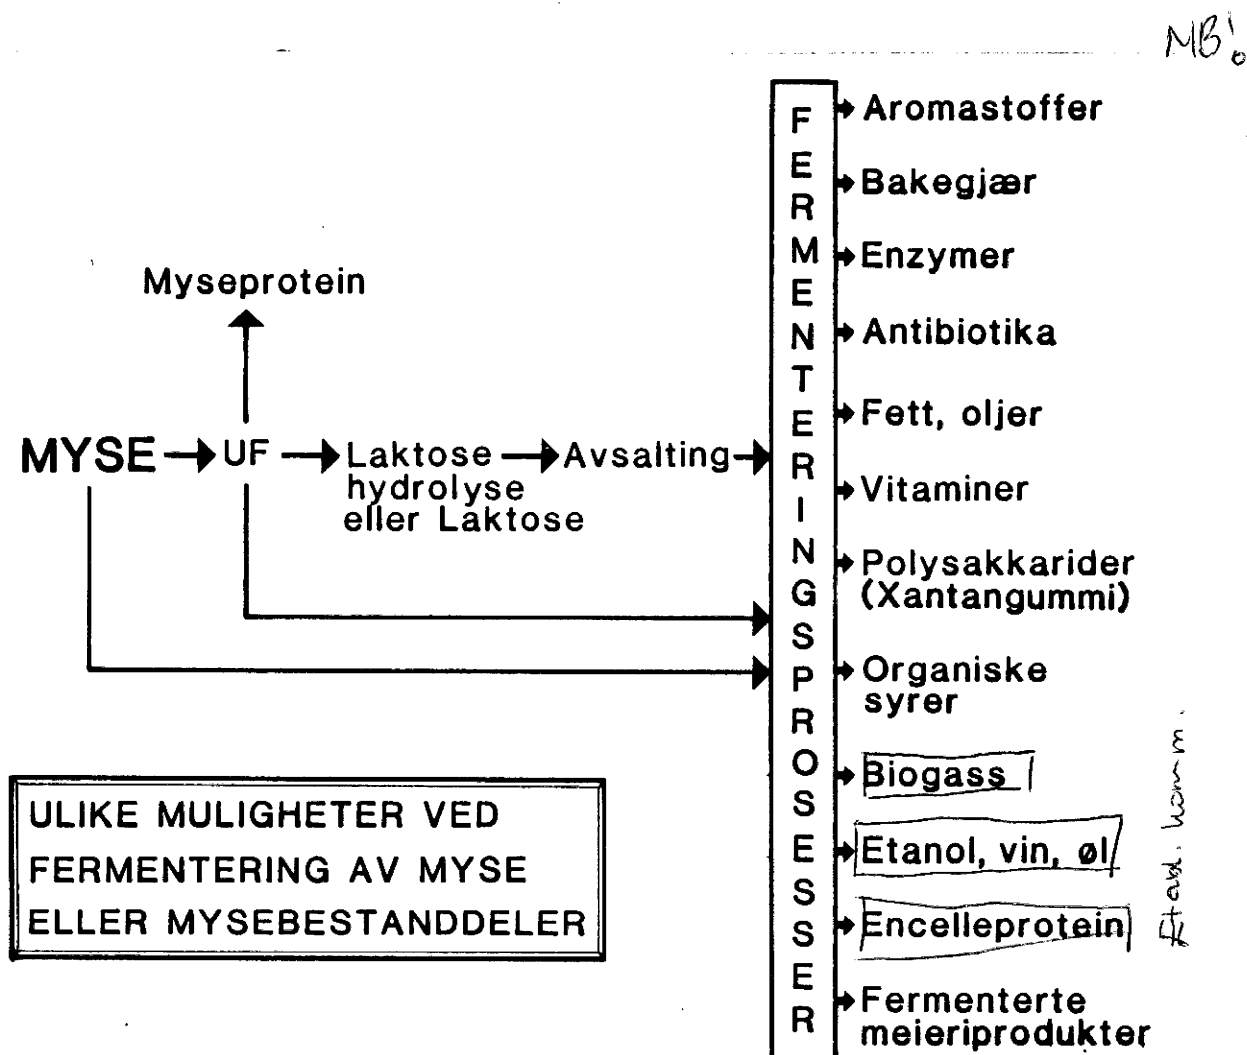 MB!
Aromastoffer
Bakegjær
Enzymer
Myseprotein
Antibiotika
Fett, oljer
MYSE
UF
Laktose
hydrolyse
eller Laktose
Avsalting
FERMENTERINGSPROSESSER
Vitaminer
Polysakkarider
(Xantangummi)
Organiske
syrer
Biogass
Etanol, vin, øl
Encelleprotein
Fermenterte
meieriprodukter
ULIKE MULIGHETER VED
FERMENTERING AV MYSE
ELLER MYSEBESTANDDELER